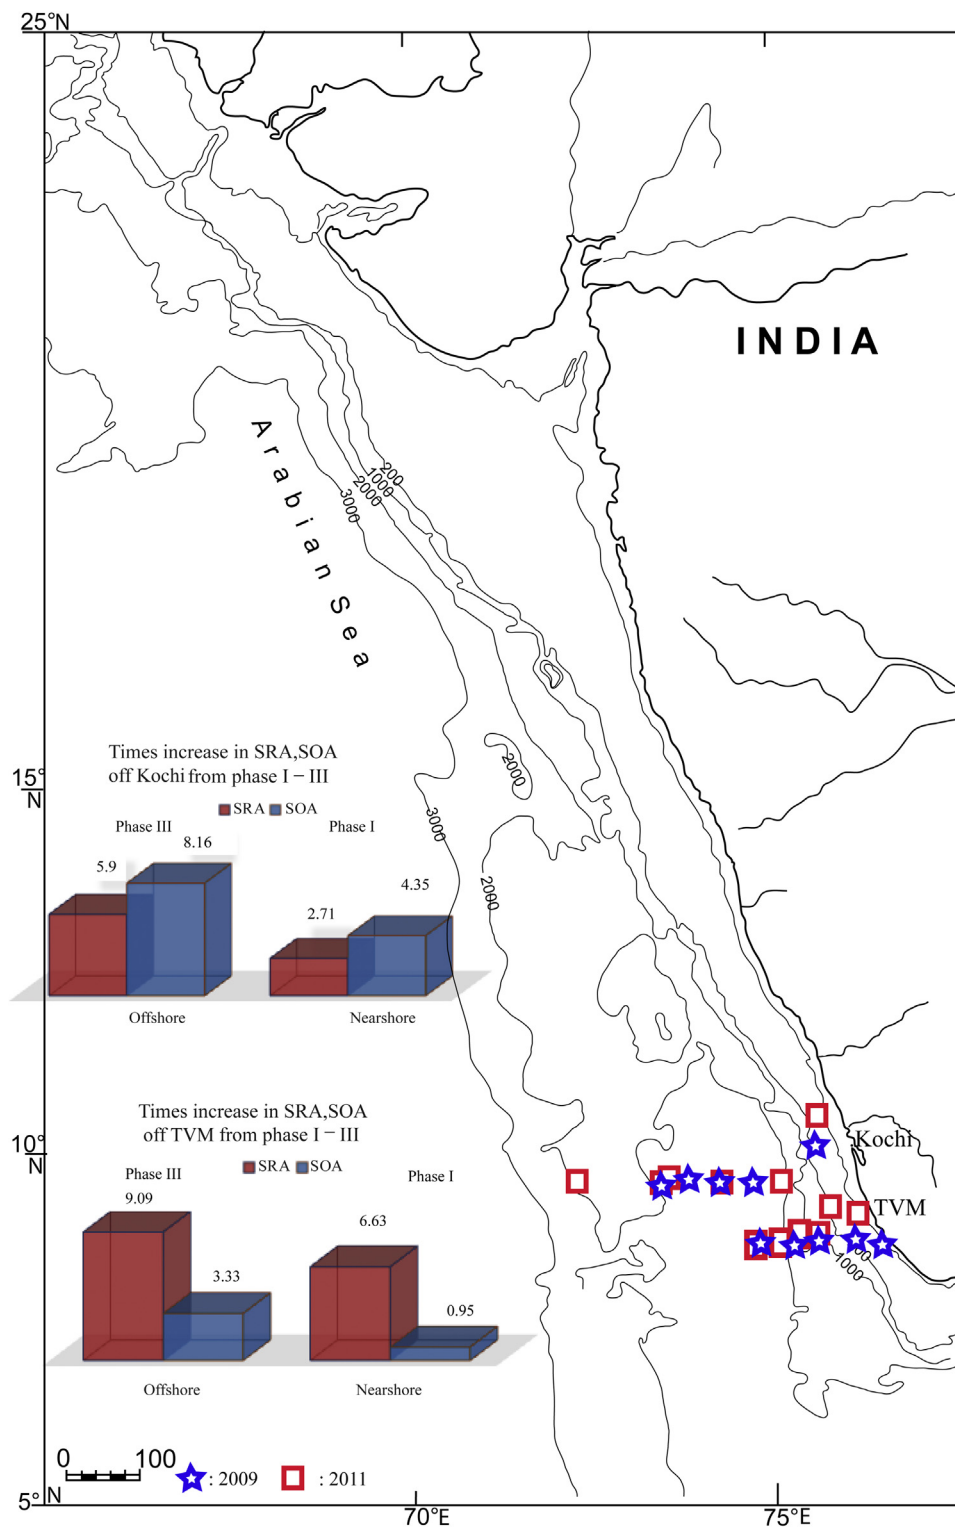 25°N
INDIA
Arabian Sea
200
1000
2000
3000
Times increase in SRA,SOA
off Kochi from phase I – III
SRA SOA
Phase III Phase I
5.9 8.16 2.71 4.35
Offshore Nearshore
15°
N
2000
3000
2000
Times increase in SRA,SOA
off TVM from phase I – III
SRA SOA
Phase III Phase I
9.09 3.33 6.63 0.95
Offshore Nearshore
10°
N
Kochi
TVM
1000
0 100
: 2009 : 2011
5°N
70°E 75°E